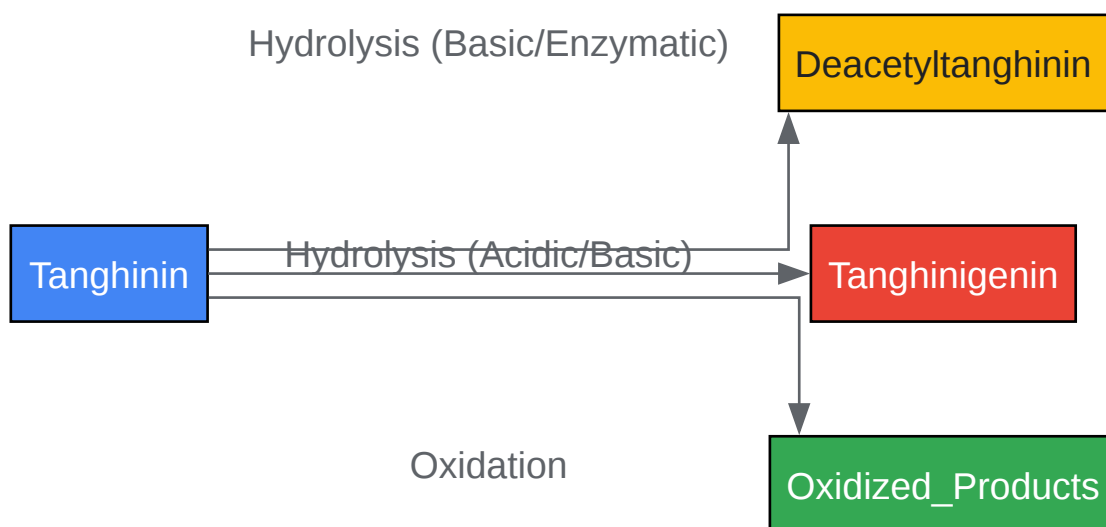 Hydrolysis (Basic/Enzymatic)
Deacetyltanghinin
Tanghinin
Hydrolysis (Acidic/Basic)
Tanghinigenin
Oxidation
Oxidized_Products